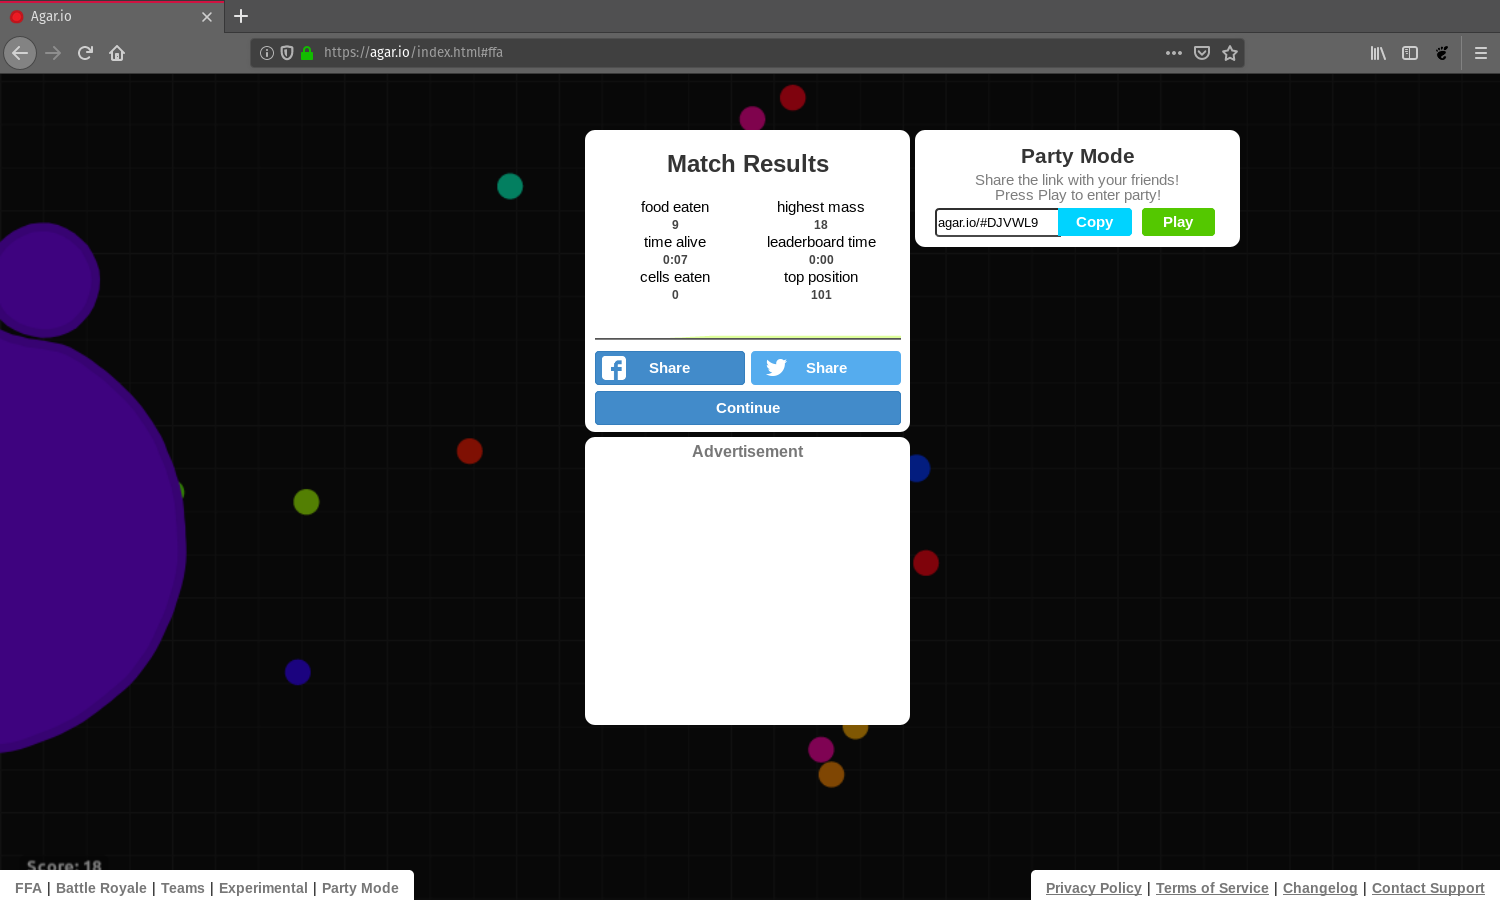 Agar.io
https://agar.io/index.html#ffa
Match Results
food eaten
9
highest mass
18
time alive
0:07
leaderboard time
0:00
cells eaten
0
top position
101
Share
Share
Continue
Advertisement
Party Mode
Share the link with your friends!
Press Play to enter party!
agar.io/#DJVWL9 Copy Play
Score: 18
FFA | Battle Royale | Teams | Experimental | Party Mode
Privacy Policy | Terms of Service | Changelog | Contact Support